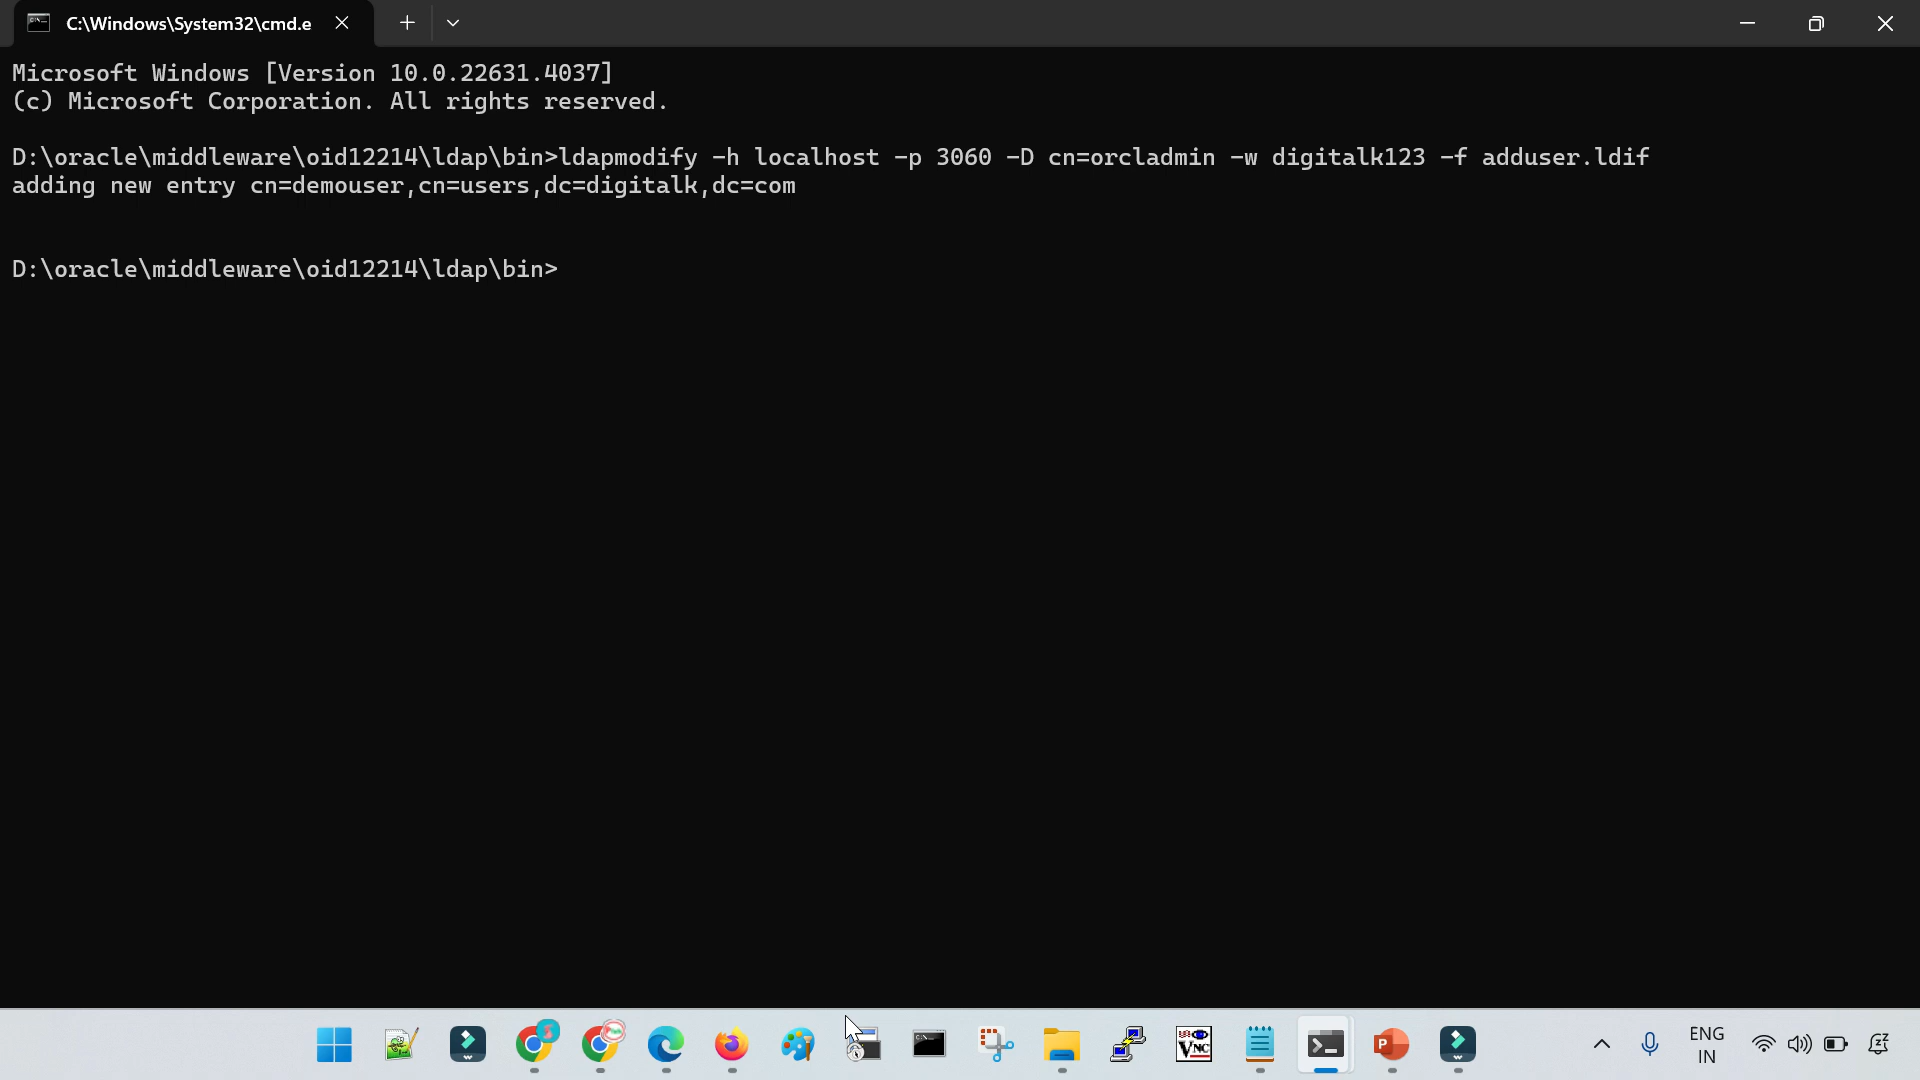 C:\Windows\System32\cmd.e
Microsoft Windows [Version 10.0.22631.4037]
(c) Microsoft Corporation. All rights reserved.
D:\oracle\middleware\oid12214\ldap\bin>ldapmodify -h localhost -p 3060 -D cn=orcladmin -w digitalk123 -f adduser.ldif
adding new entry cn=demouser,cn=users,dc=digitalk,dc=com
D:\oracle\middleware\oid12214\ldap\bin>
ENG
IN